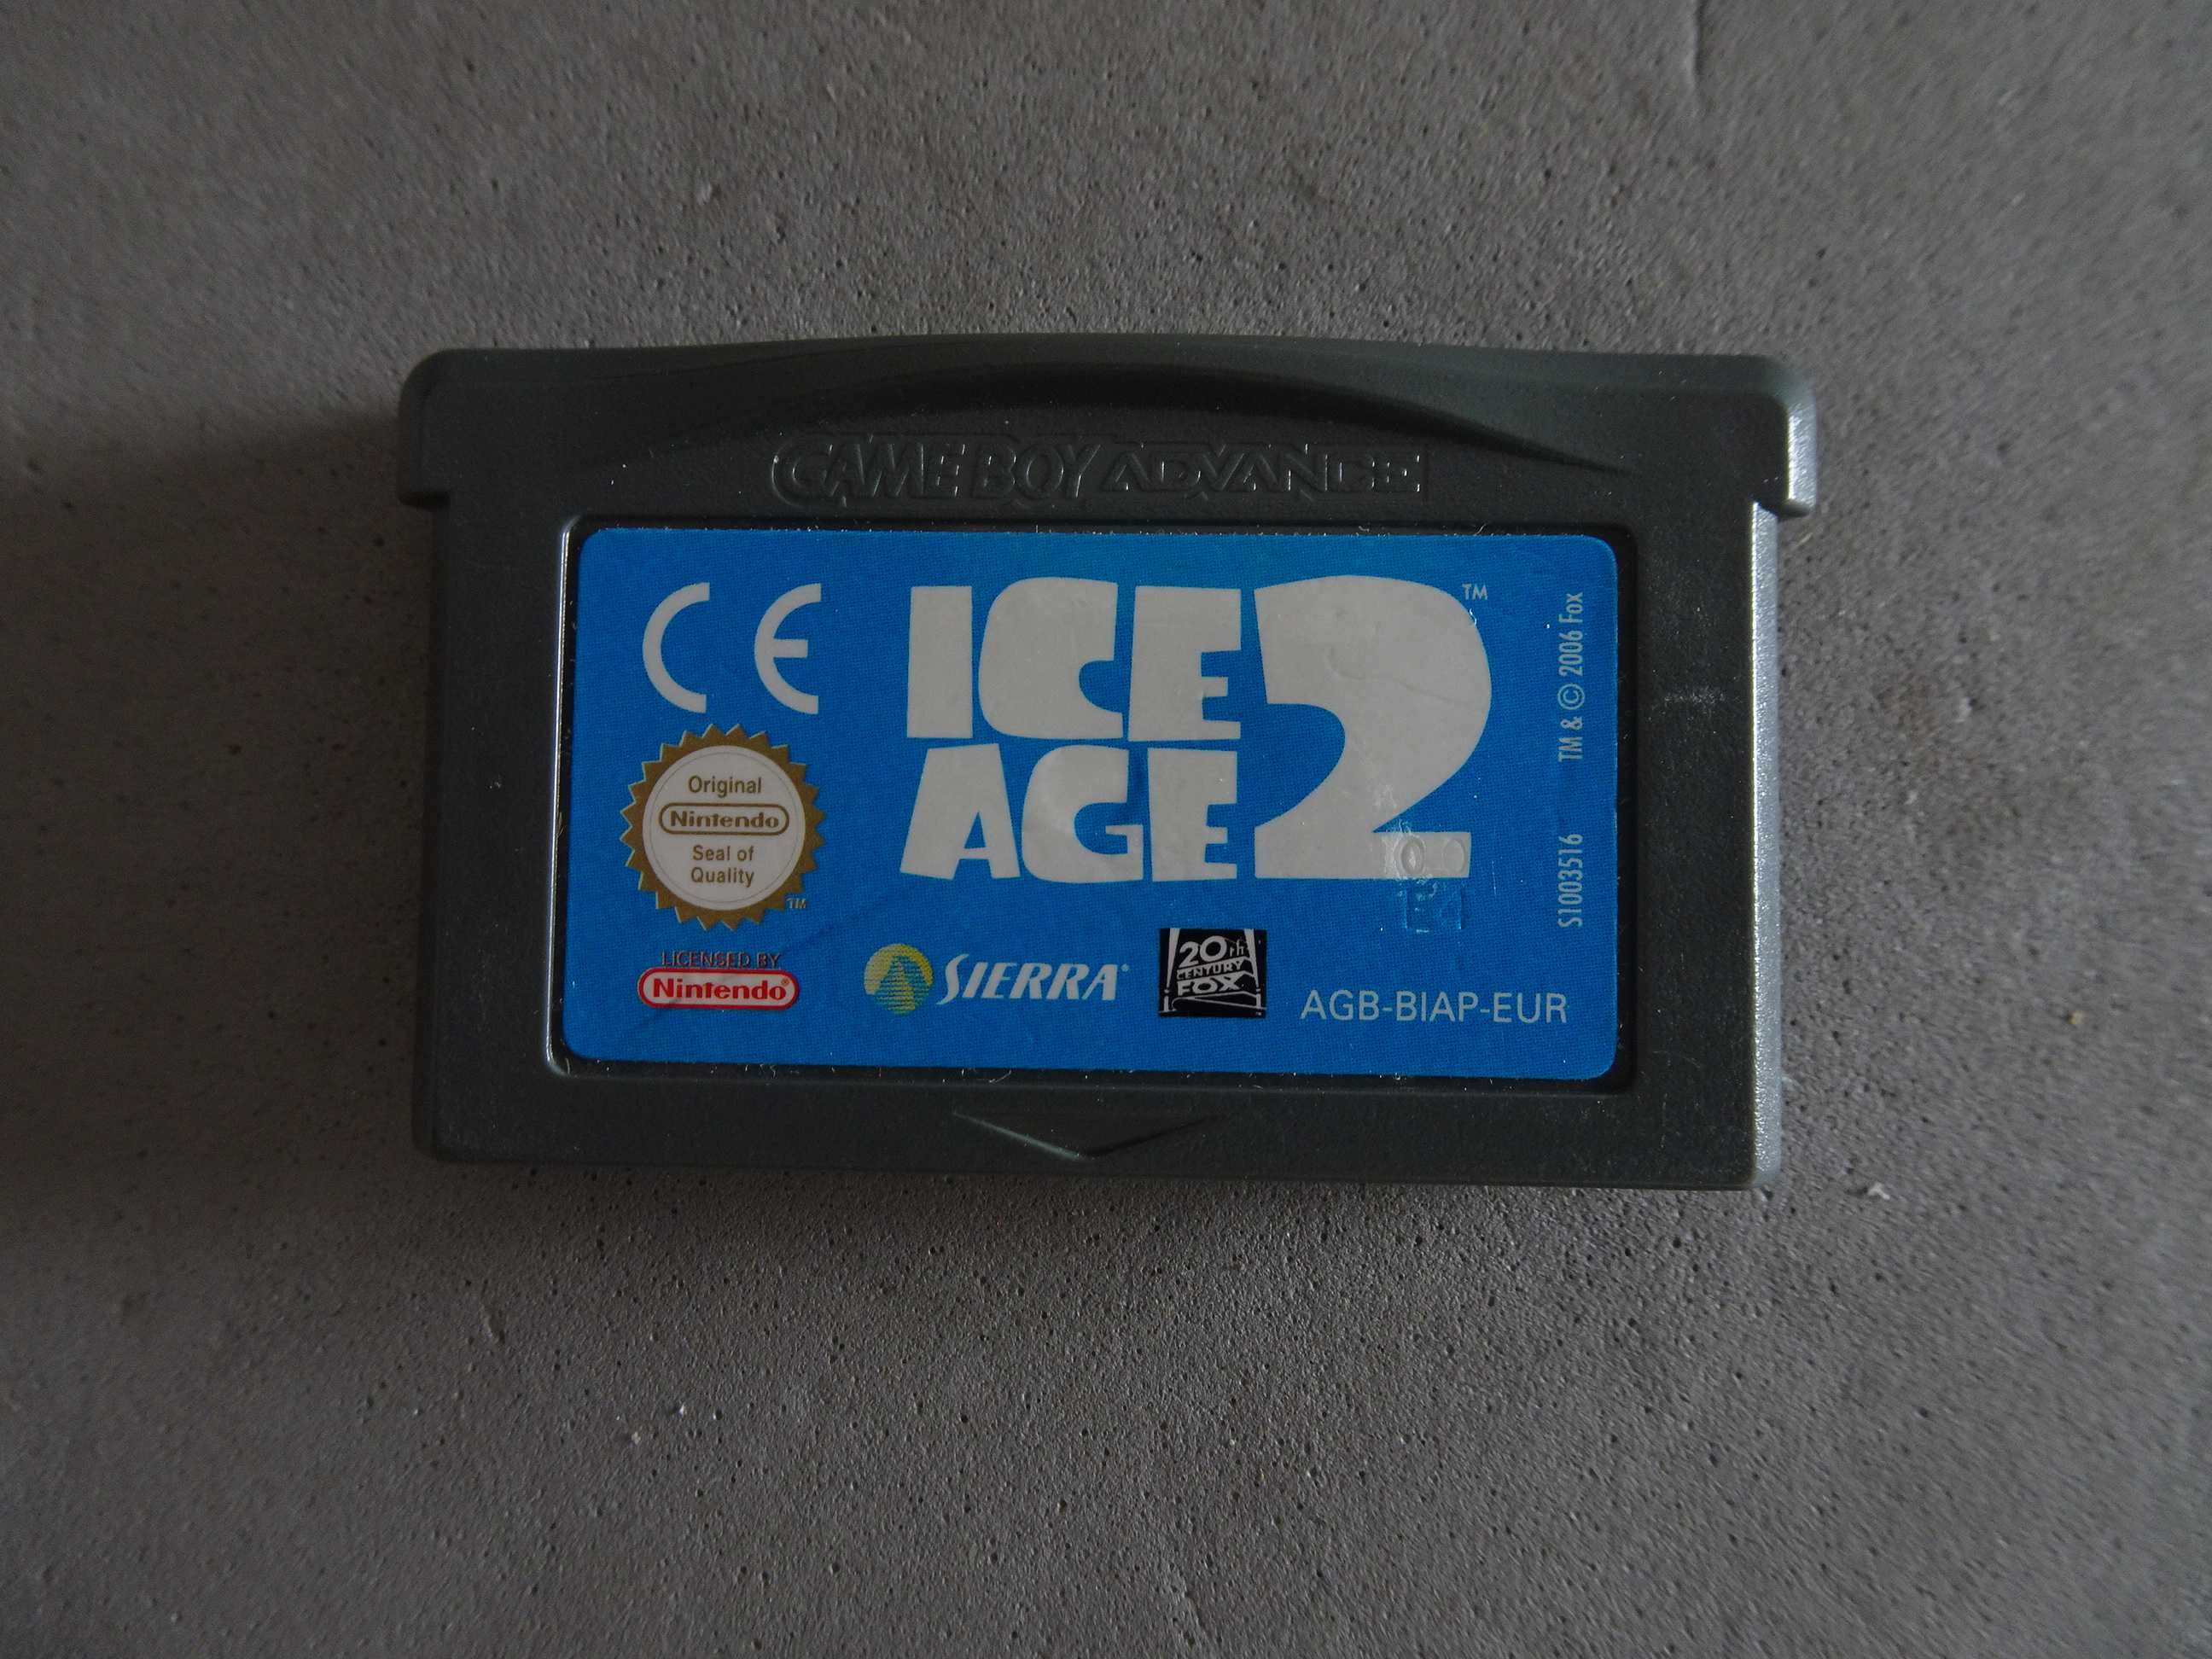 GAME BOY ADVANCE
CE
ICE
AGE
2
TM
Original
Nintendo
Seal of
Quality
TM
LICENSED BY
Nintendo®
SIERRA®
20th
CENTURY
FOX
AGB-BIAP-EUR
S1003516 TM & © 2006 Fox